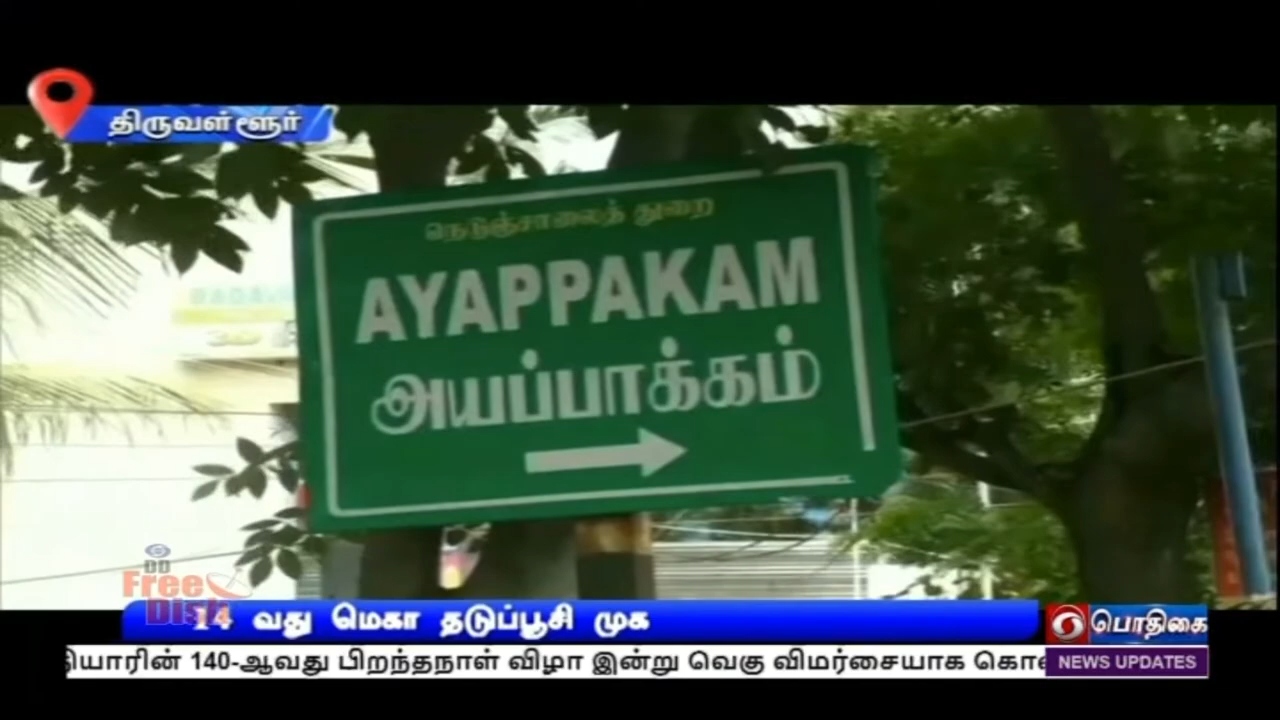 திருவள்ளூர்
நெடுஞ்சாலைத் துறை
AYAPPAKAM
அயப்பாக்கம்
DD
Free
Dish
14 வது மெகா தடுப்பூசி முக
பொதிகை
யாரின் 140-ஆவது பிறந்தநாள் விழா இன்று வெகு விமர்சையாக கொ
NEWS UPDATES